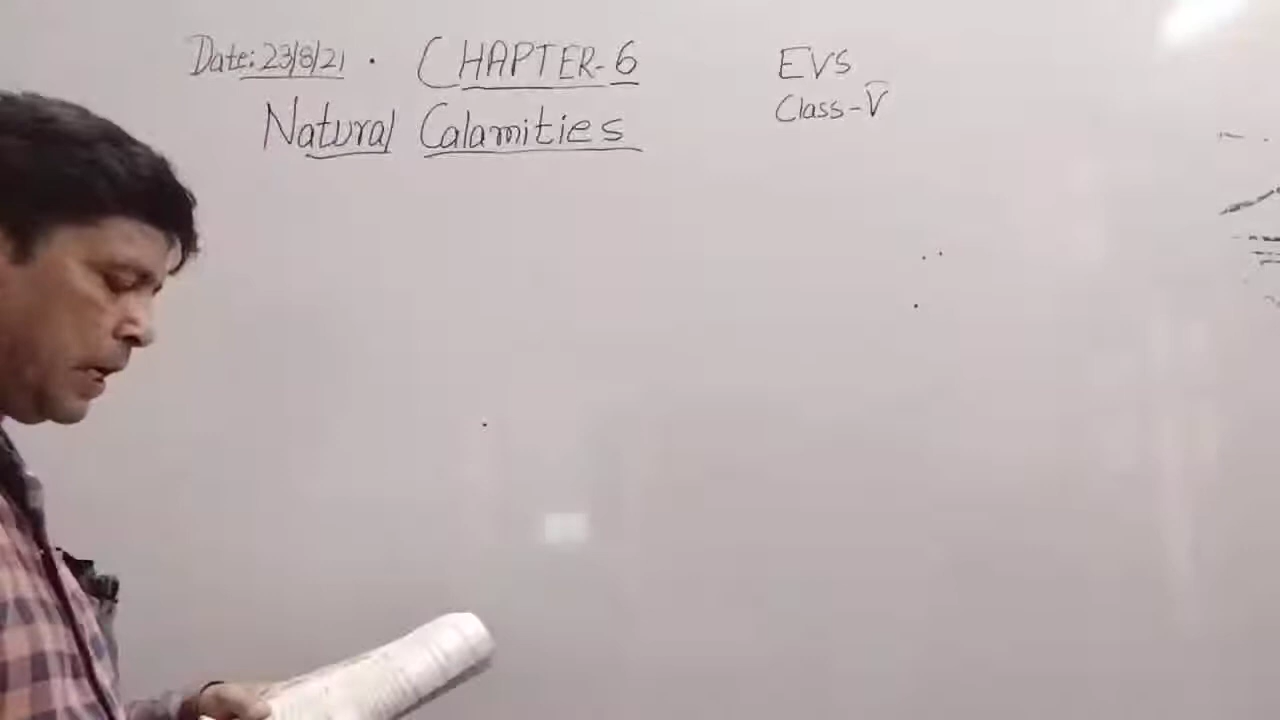 Date: 23/8/21 . CHAPTER-6
Natural Calamities
EVS
Class-V